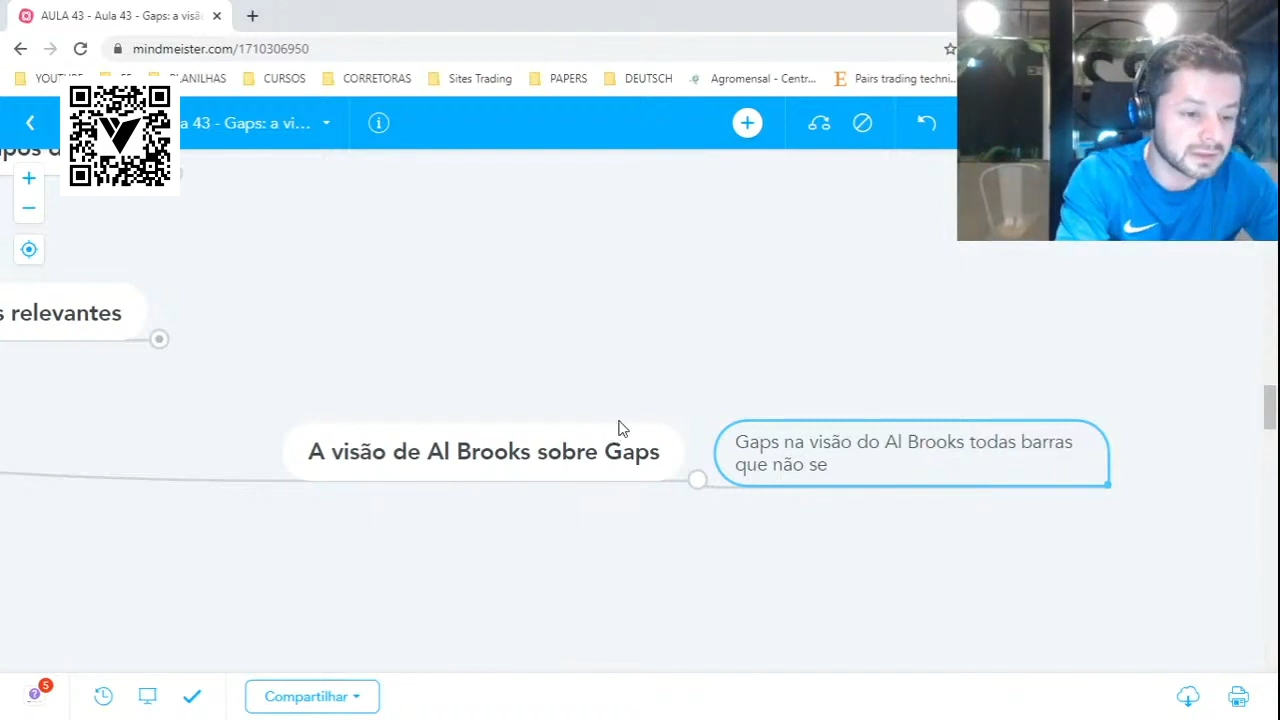 AULA 43 - Aula 43 - Gaps: a visã
mindmeister.com/1710306950
PLANILHAS
CURSOS
CORRETORAS
Sites Trading
PAPERS
DEUTSCH
Agromensal - Centr...
Pairs trading techni...
a 43 - Gaps: a vi...
s relevantes
A visão de Al Brooks sobre Gaps
Gaps na visão do Al Brooks todas barras
que não se
5
Compartilhar